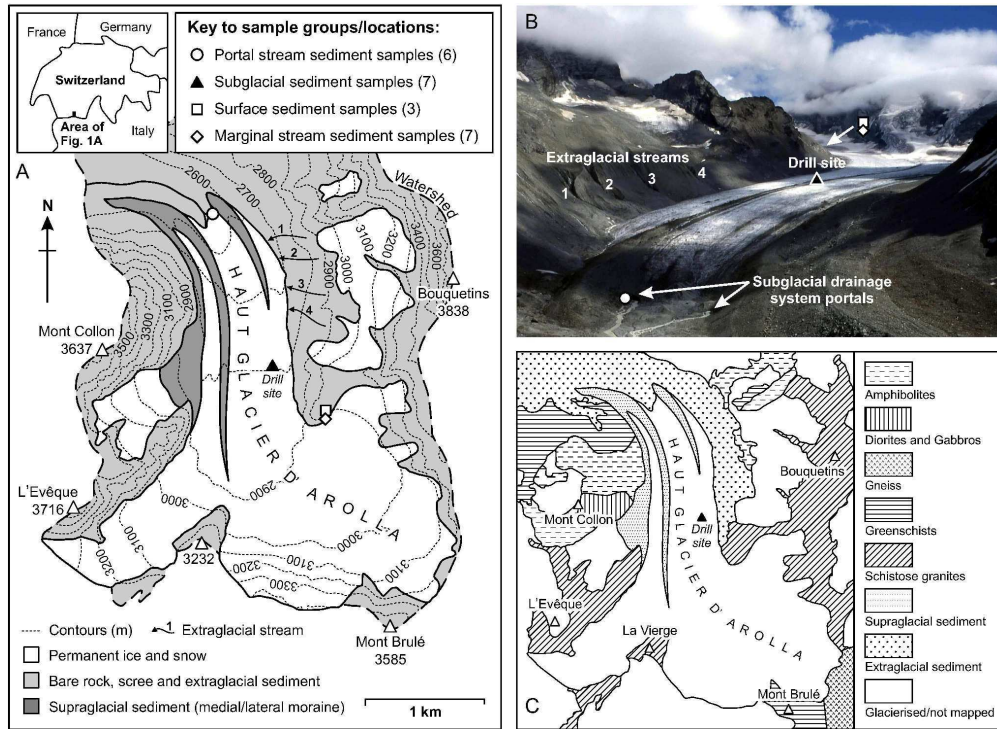 France
Germany
Switzerland
Area of
Fig. 1A
Italy
Key to sample groups/locations:
Portal stream sediment samples (6)
Subglacial sediment samples (7)
Surface sediment samples (3)
Marginal stream sediment samples (7)
A
N
2600
2700
2800
Watershed
3100
3200
3400
3600
3000
2900
1
2
3
4
Bouquetins
3838
2900
3100
3300
3500
Mont Collon
3637
HAUT GLACIER D'AROLLA
Drill
site
L'Evêque
3716
3000
2900
3100
3200
3232
3000
3100
3200
3300
3100
Mont Brulé
3585
Contours (m)
1 Extraglacial stream
Permanent ice and snow
Bare rock, scree and extraglacial sediment
Supraglacial sediment (medial/lateral moraine)
1 km
B
Extraglacial streams
1 2 3 4
Drill site
Subglacial drainage
system portals
C
Mont Collon
L'Evêque
La Vierge
HAUT GLACIER D'AROLLA
Drill
site
Bouquetins
Mont Brulé
Amphibolites
Diorites and Gabbros
Gneiss
Greenschists
Schistose granites
Supraglacial sediment
Extraglacial sediment
Glacierised/not mapped